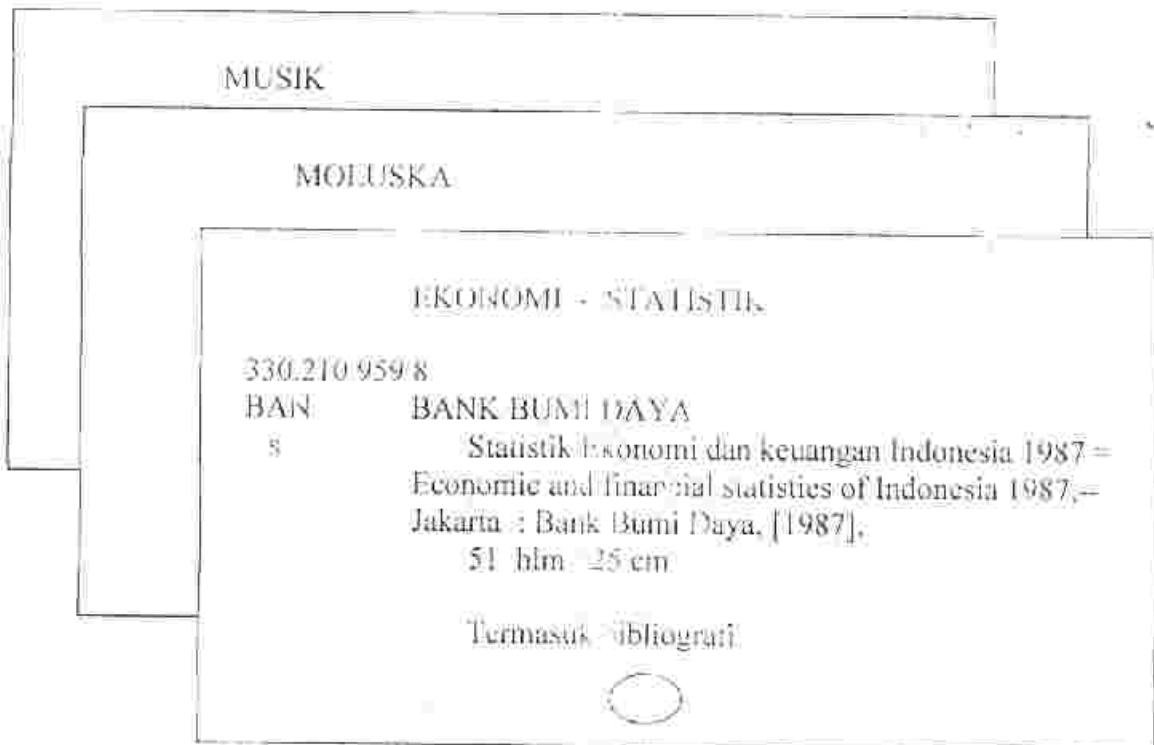 MUSIK
MOLUSKA
EKONOMI - STATISTIK
330.210 959 8
BAN BANK BUMI DAYA
s Statistik Ekonomi dan keuangan Indonesia 1987 =
Economic and financial statistics of Indonesia 1987,--
Jakarta : Bank Bumi Daya, [1987],
51 hlm 25 cm
Termasuk bibliografi